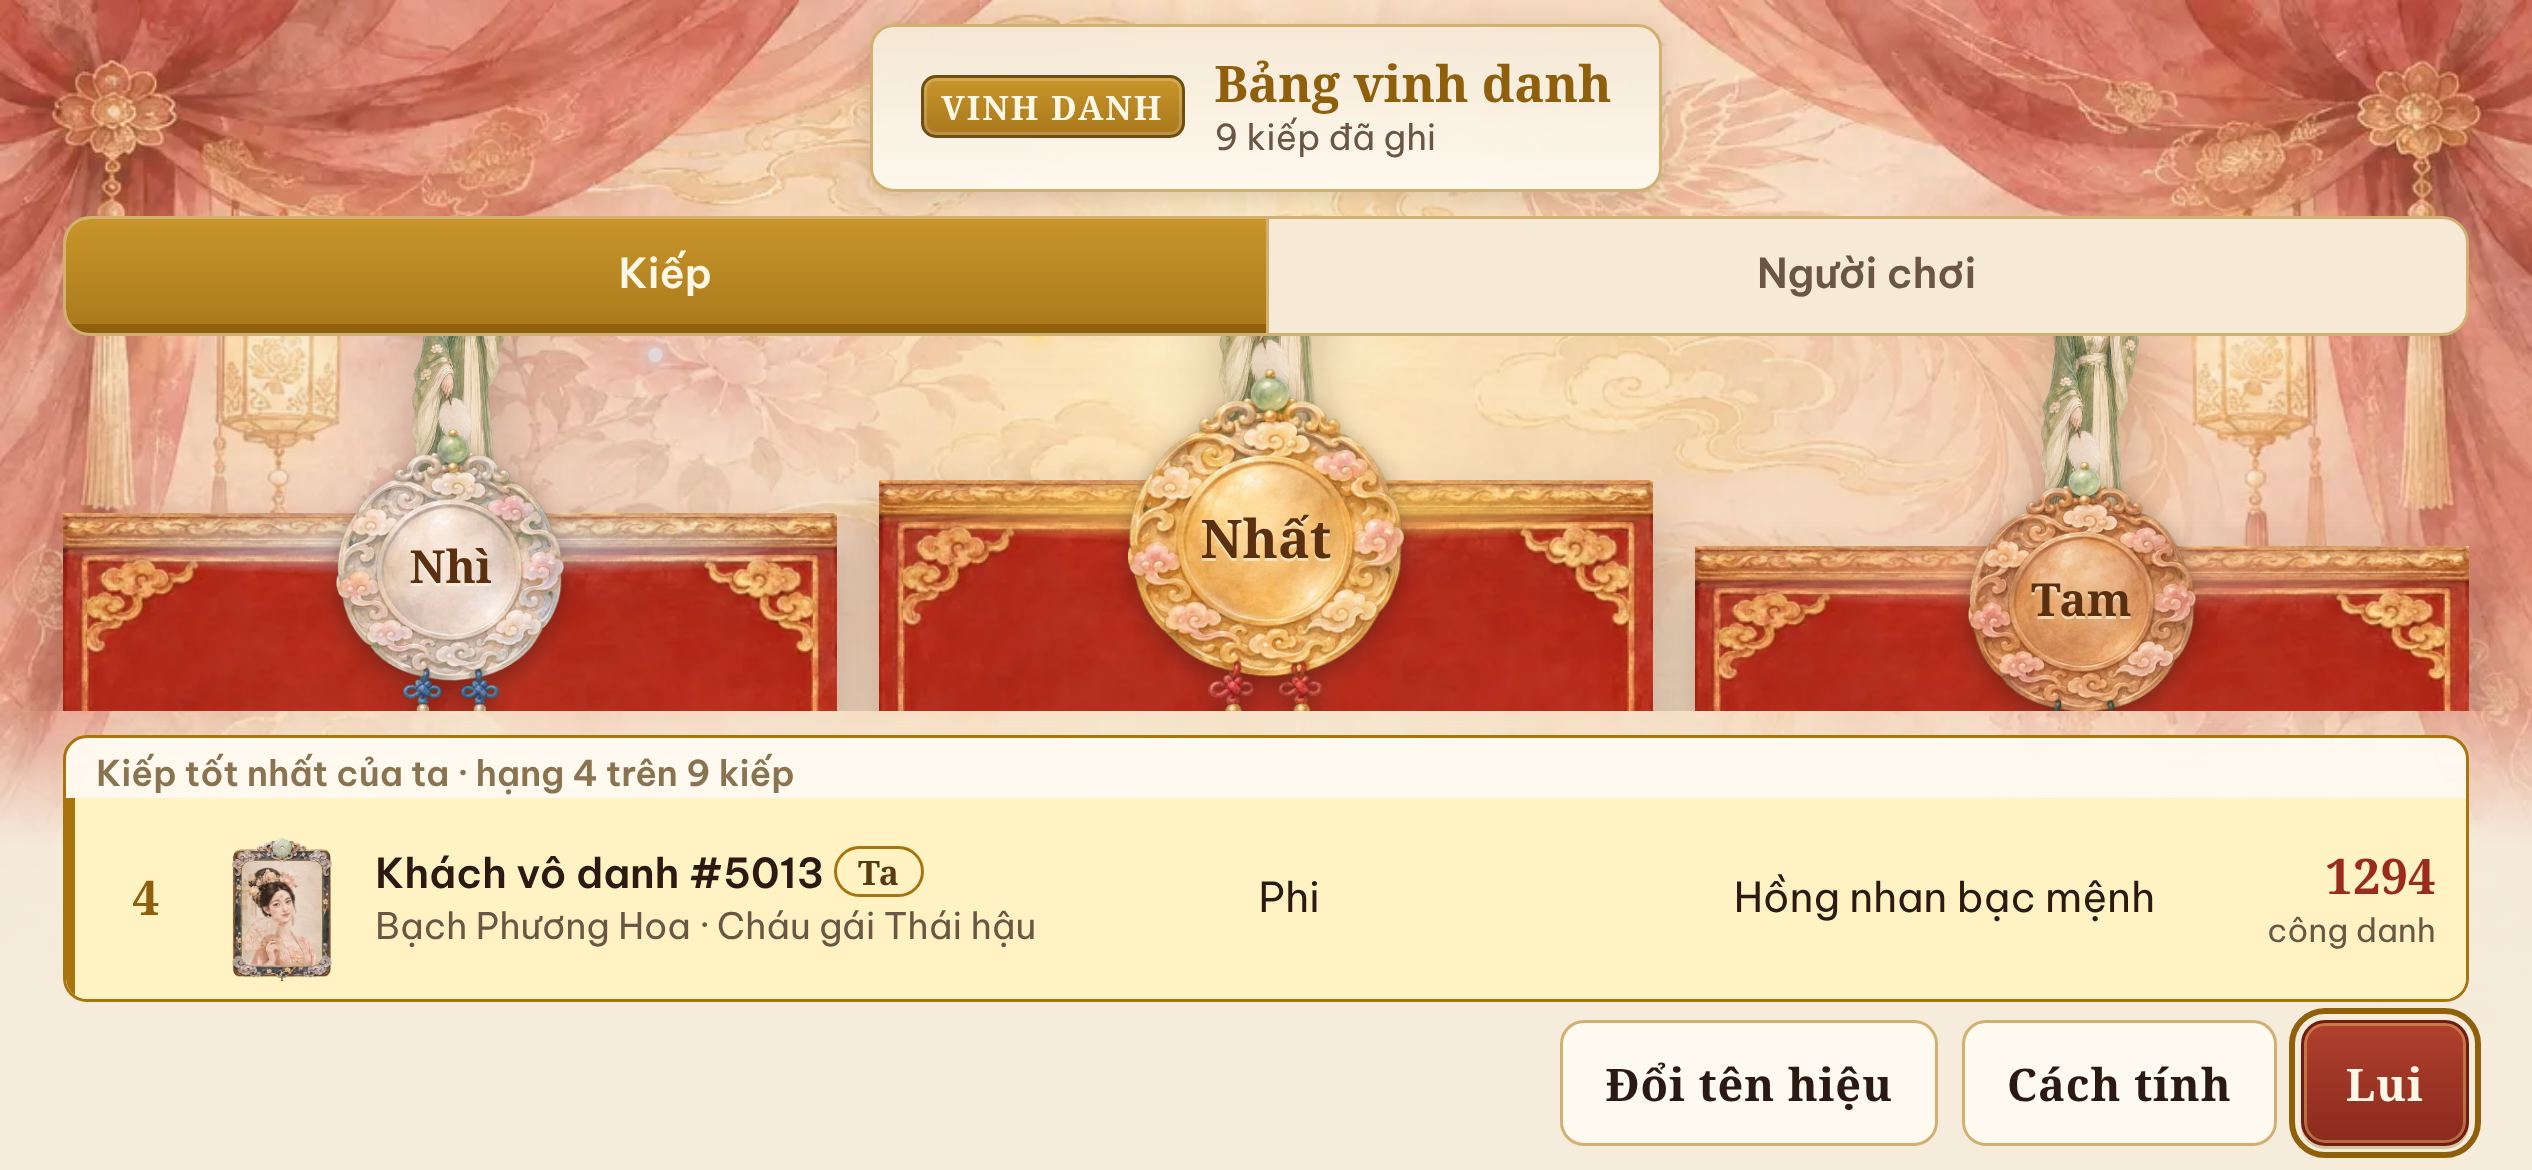 VINH DANH
Bảng vinh danh
9 kiếp đã ghi
Kiếp
Người chơi
Nhì
Nhất
Tam
Kiếp tốt nhất của ta · hạng 4 trên 9 kiếp
4
Khách vô danh #5013 Ta
Bạch Phương Hoa · Cháu gái Thái hậu
Phi
Hồng nhan bạc mệnh
1294
công danh
Đổi tên hiệu
Cách tính
Lui